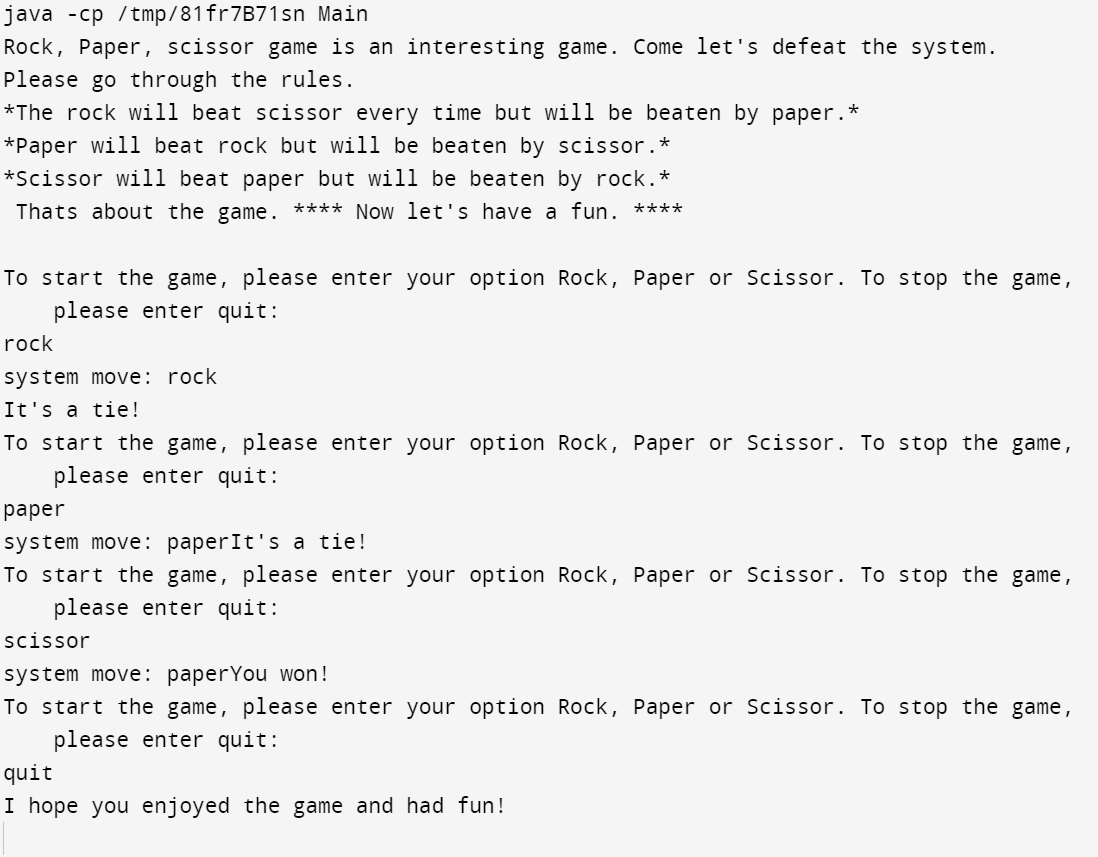 java -cp /tmp/81fr7B71sn Main
Rock, Paper, scissor game is an interesting game. Come let's defeat the system.
Please go through the rules.
*The rock will beat scissor every time but will be beaten by paper.*
*Paper will beat rock but will be beaten by scissor.*
*Scissor will beat paper but will be beaten by rock.*
 Thats about the game. **** Now let's have a fun. ****

To start the game, please enter your option Rock, Paper or Scissor. To stop the game,
    please enter quit:
rock
system move: rock
It's a tie!
To start the game, please enter your option Rock, Paper or Scissor. To stop the game,
    please enter quit:
paper
system move: paperIt's a tie!
To start the game, please enter your option Rock, Paper or Scissor. To stop the game,
    please enter quit:
scissor
system move: paperYou won!
To start the game, please enter your option Rock, Paper or Scissor. To stop the game,
    please enter quit:
quit
I hope you enjoyed the game and had fun!